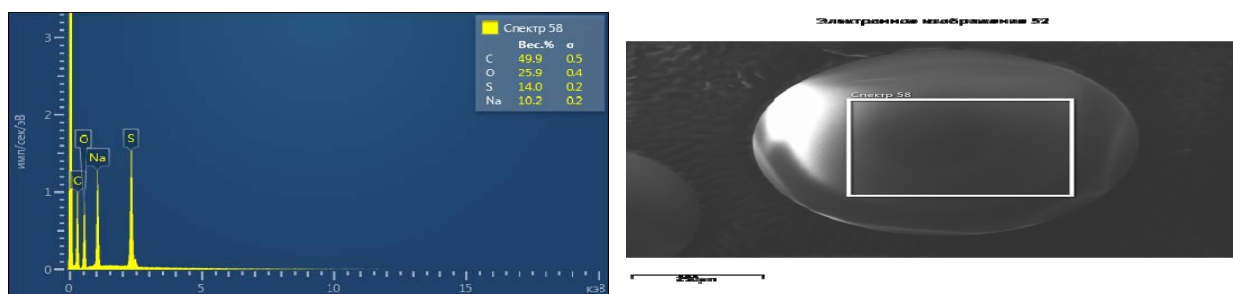 Спектр 58
Вес.% σ
C 49.9 0.5
O 25.9 0.4
S 14.0 0.2
Na 10.2 0.2
имп/сек/эВ
3
2
1
0
C
O
Na
S
0 5 10 15 кэВ
Электронное изображение 52
Спектр 58
250µm